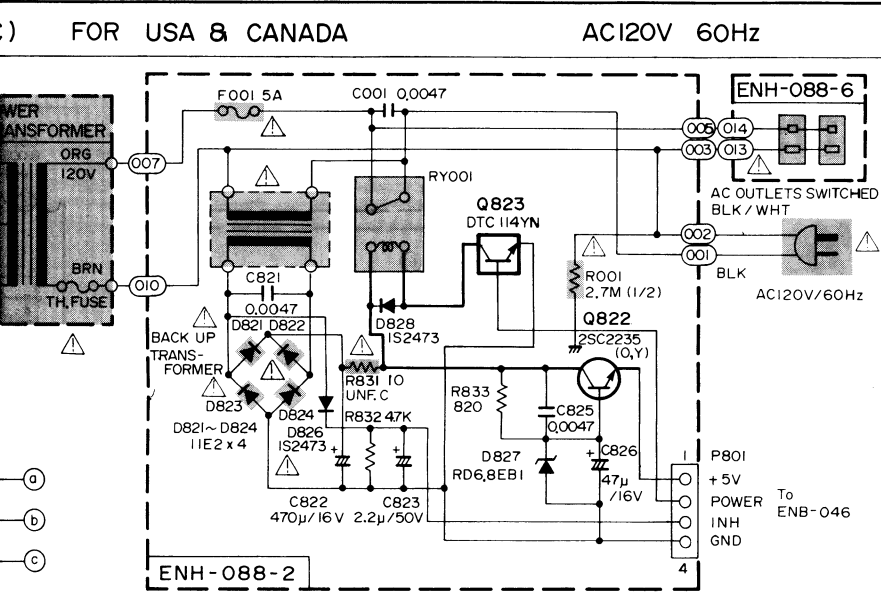 C) FOR USA & CANADA AC120V 60Hz
F001 5A
C001 0.0047
ENH-088-6
005
014
003
013
ORG
120V
007
RY001
Q823
DTC 114YN
AC OUTLETS SWITCHED
BLK/WHT
002
001
BLK
AC120V/60Hz
BRN
TH.FUSE
010
C821
0.0047
R001
2.7M (1/2)
D828
1S2473
Q822
2SC2235
(O,Y)
BACK UP
TRANS-
FORMER
D821 D822
D823
D824
D821~D824
11E2 x 4
R831 10
UNF.C
R832 4.7K
D826
1S2473
R833
820
C825
0.0047
D827
RD6.8EB1
C826
+
47µ
/16V
+
C822
470µ/16V
+
C823
2.2µ/50V
1 P801
+5V
POWER
INH
GND
4
To
ENB-046
a
b
c
ENH-088-2